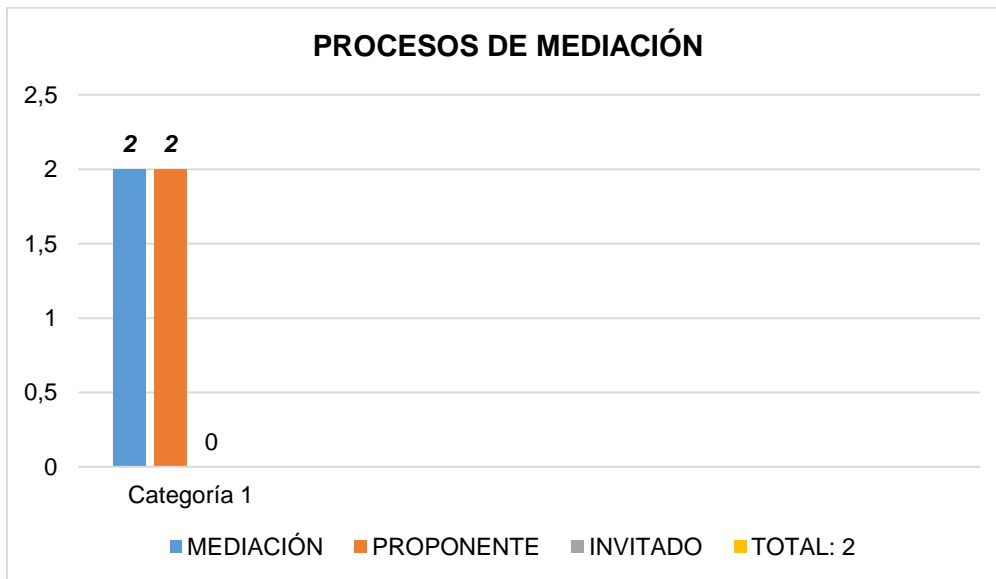 PROCESOS DE MEDIACIÓN
2,5
2 2
2
1,5
1
0,5
0
0
Categoría 1
MEDIACIÓN PROPONENTE INVITADO TOTAL: 2